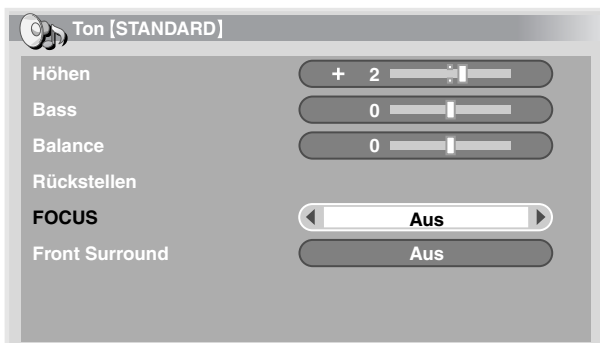 Ton [STANDARD]
Höhen + 2
Bass 0
Balance 0
Rückstellen
FOCUS Aus
Front Surround Aus